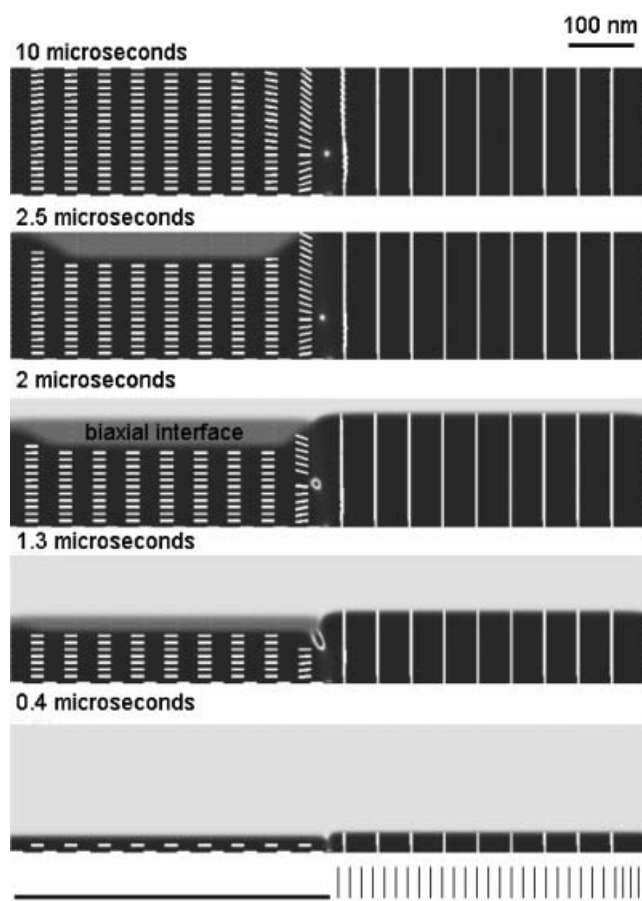 100 nm
10 microseconds
2.5 microseconds
2 microseconds
biaxial interface
1.3 microseconds
0.4 microseconds